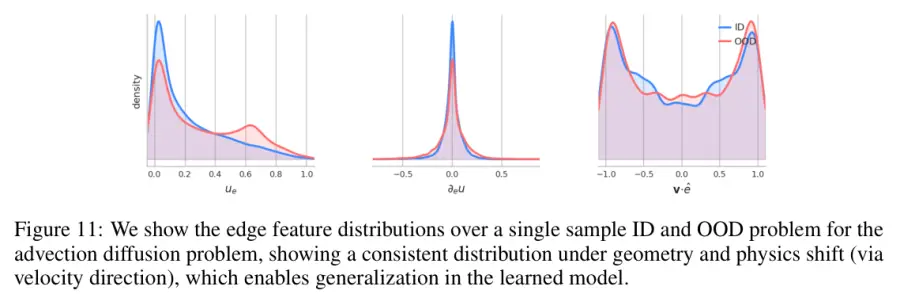 ID
OOD
density
0.0 0.2 0.4 0.6 0.8 1.0
−0.5 0.0 0.5
−1.0 −0.5 0.0 0.5 1.0
uₑ
∂ₑu
v·ê
Figure 11: We show the edge feature distributions over a single sample ID and OOD problem for the
advection diffusion problem, showing a consistent distribution under geometry and physics shift (via
velocity direction), which enables generalization in the learned model.